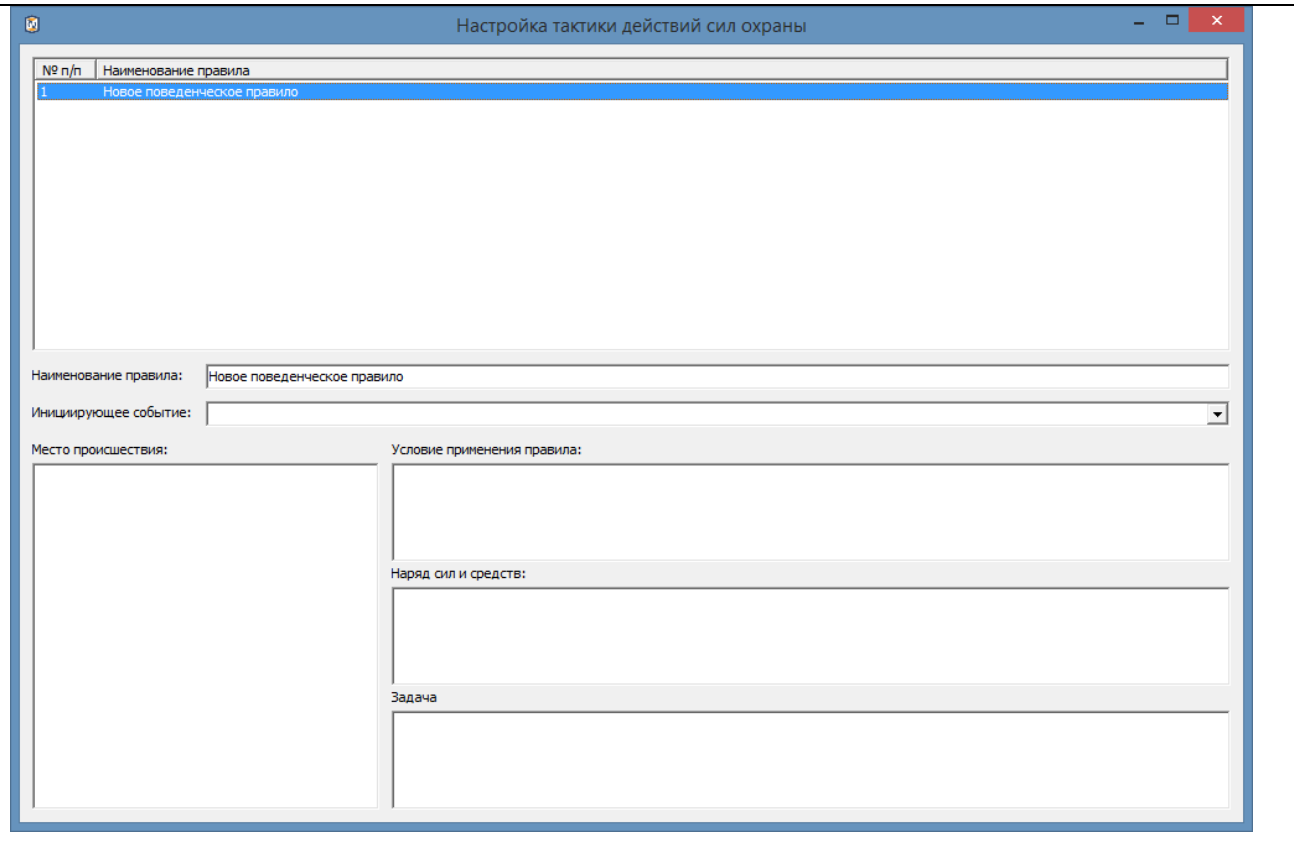 Настройка тактики действий сил охраны
№ п/п Наименование правила
1 Новое поведенческое правило
Наименование правила: Новое поведенческое правило
Инициирующее событие:
Место происшествия:
Условие применения правила:
Наряд сил и средств:
Задача